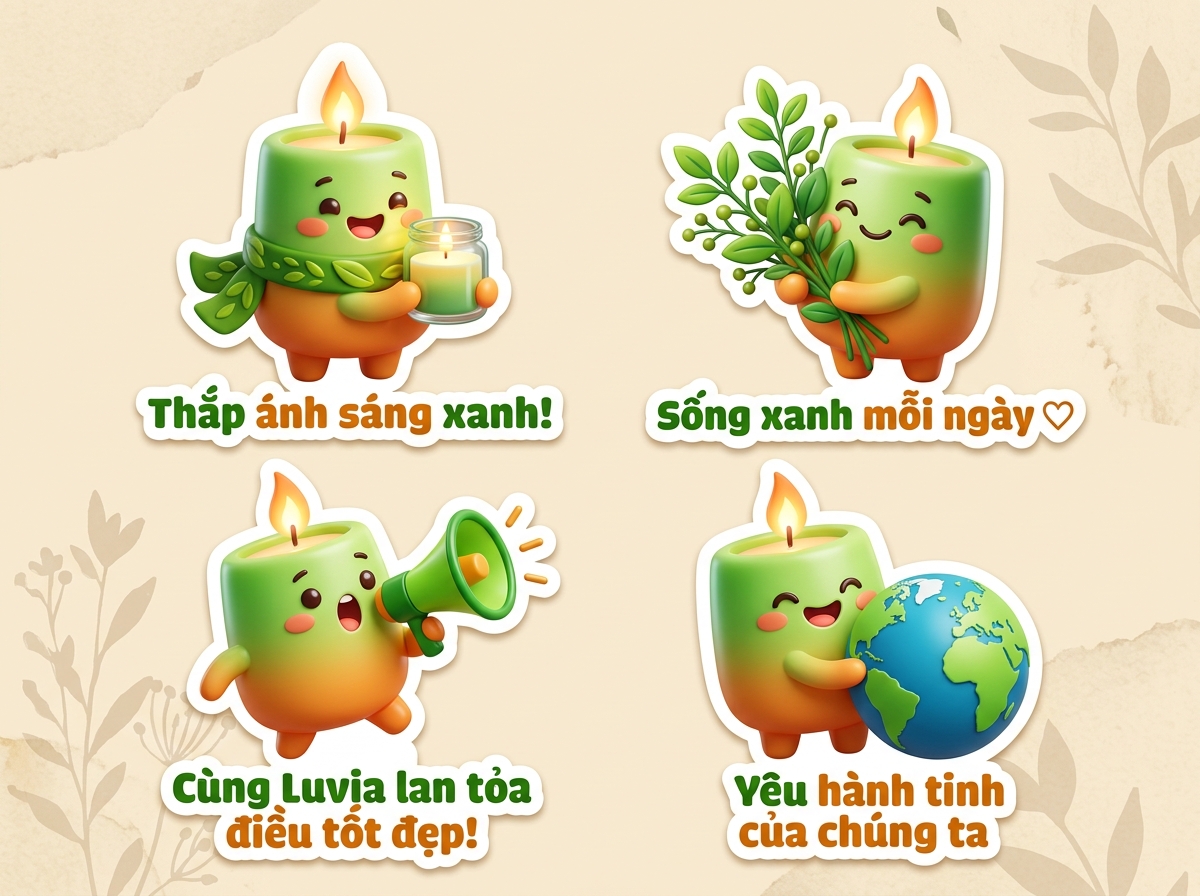 Thắp ánh sáng xanh!
Sống xanh mỗi ngày ♡
Cùng Luvia lan tỏa
điều tốt đẹp!
Yêu hành tinh
của chúng ta